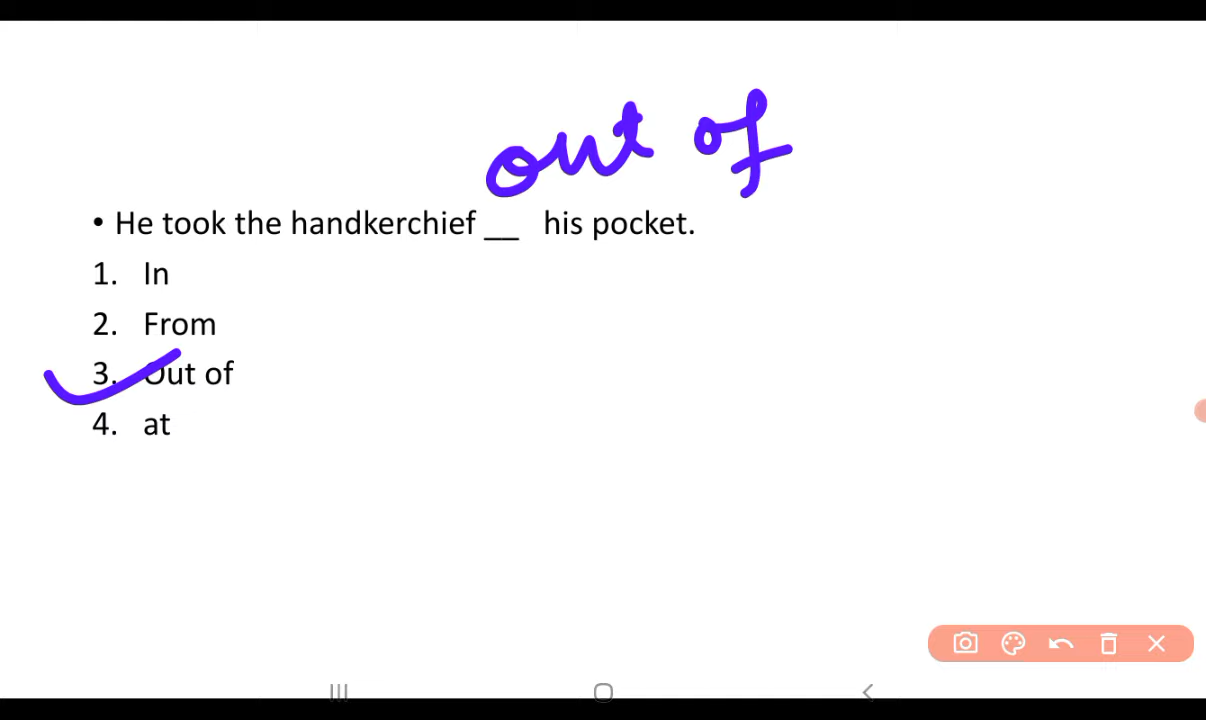 out of
• He took the handkerchief __ his pocket.
1. In
2. From
3. Out of
4. at